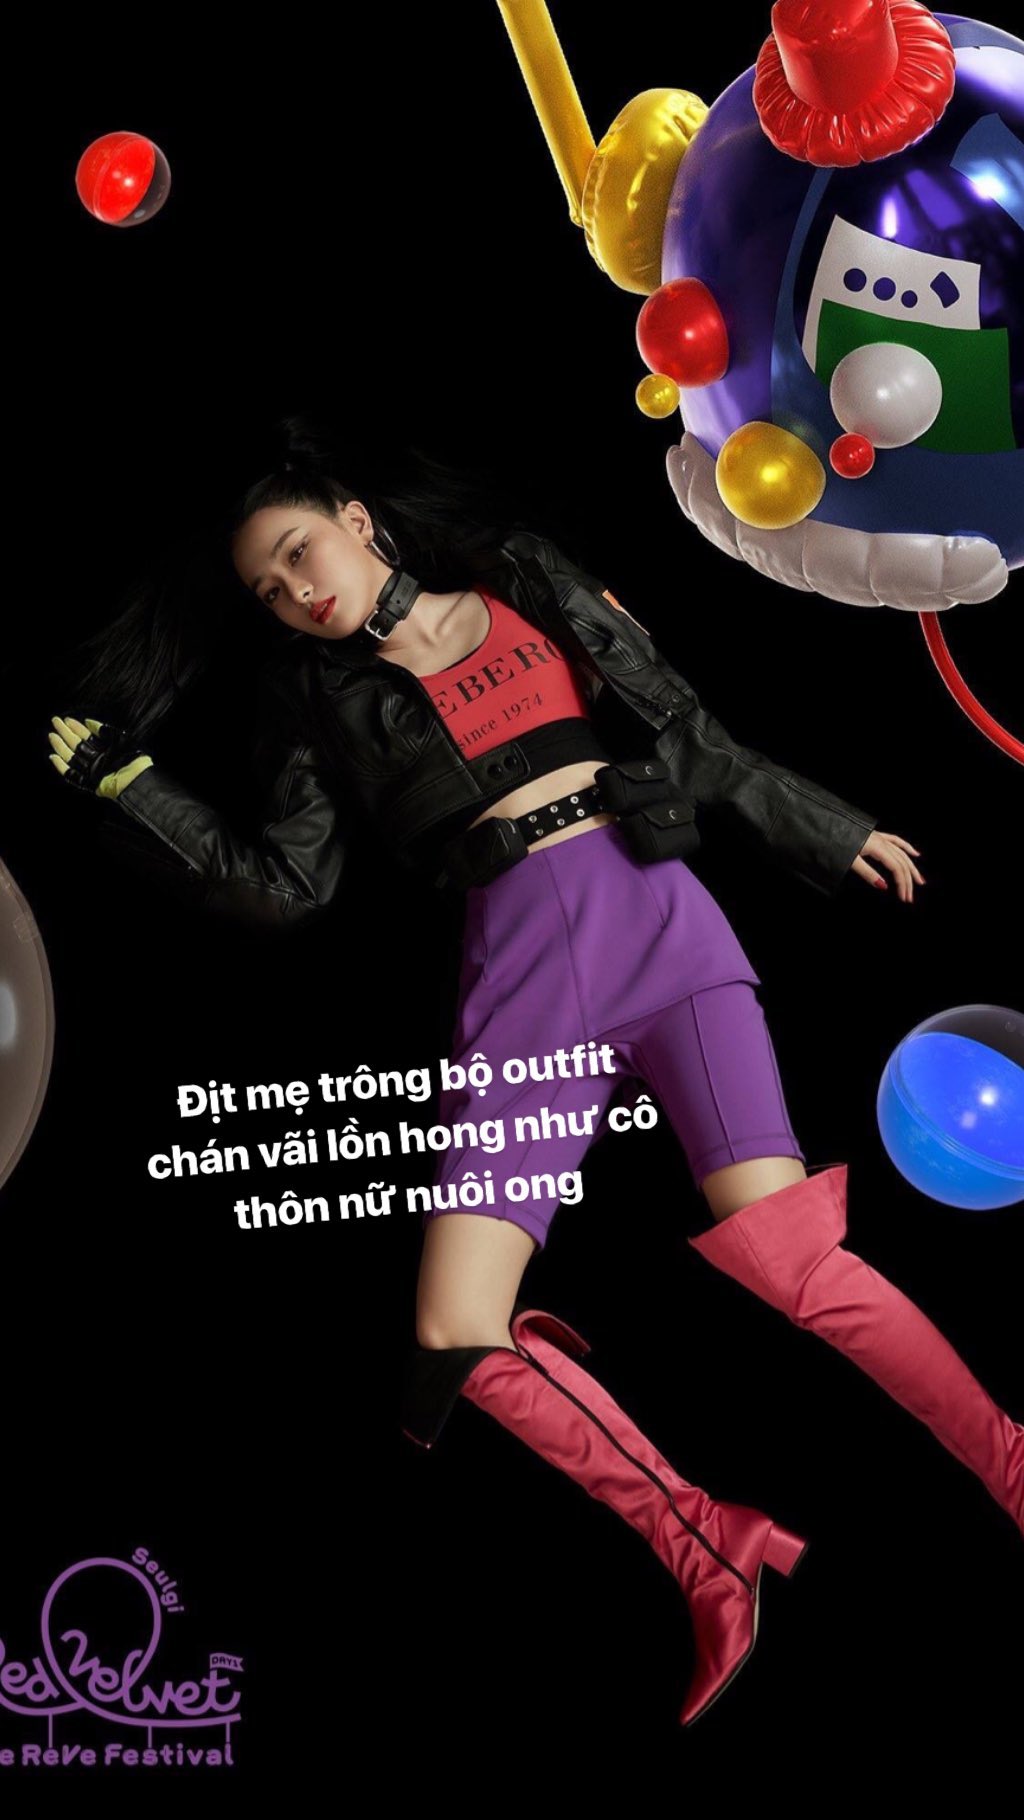 EBERG
since 1974
Địt mẹ trông bộ outfit
chán vãi lồn hong như cô
thôn nữ nuôi ong
Seulgi
Red Velvet
DAY1
e ReVe Festival